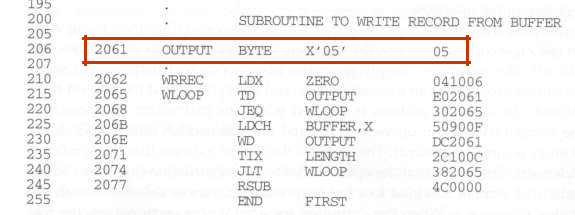 195 .
200 . SUBROUTINE TO WRITE RECORD FROM BUFFER
205 .
206 2061 OUTPUT BYTE X'05' 05
207 .
210 2062 WRREC LDX ZERO 041006
215 2065 WLOOP TD OUTPUT E02061
220 2068 JEQ WLOOP 302065
225 206B LDCH BUFFER,X 50900F
230 206E WD OUTPUT DC2061
235 2071 TIX LENGTH 2C100C
240 2074 JLT WLOOP 382065
245 2077 RSUB 4C0000
255 END FIRST